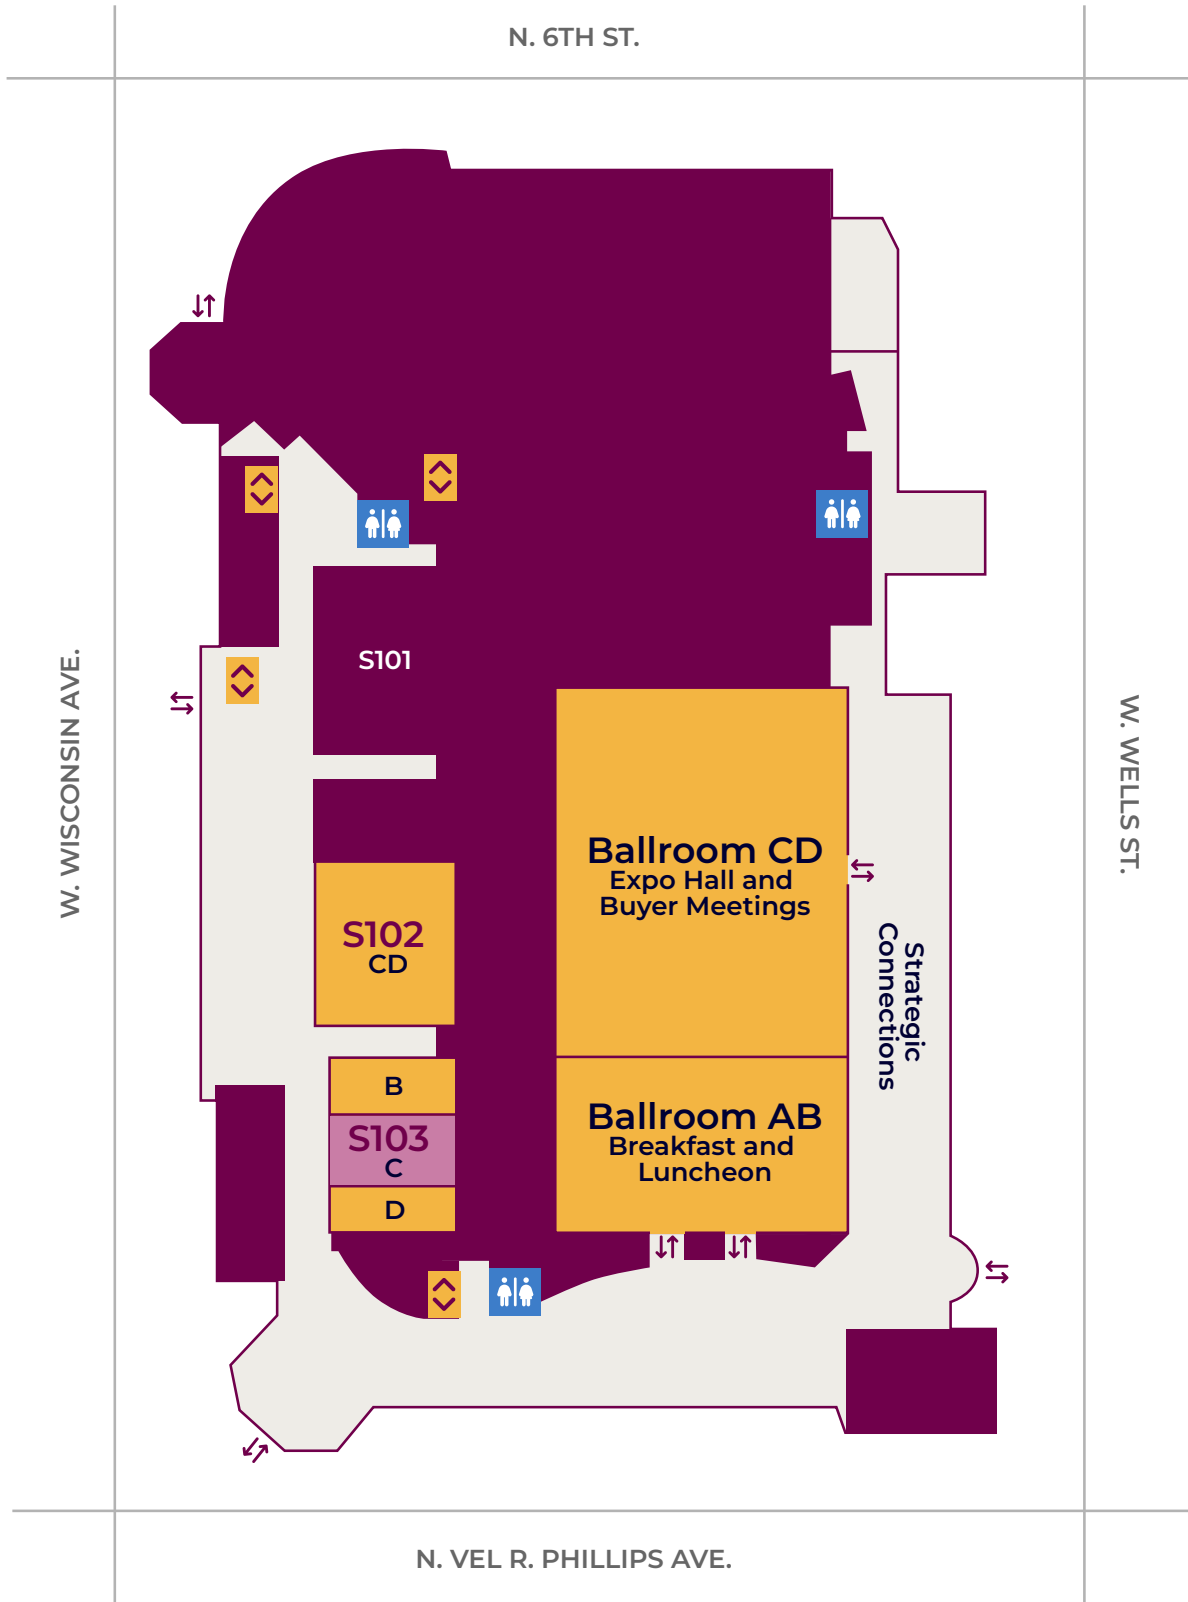 N. 6TH ST.
W. WISCONSIN AVE.
S101
W. WELLS ST.
Ballroom CD
Expo Hall and
Buyer Meetings
S102
CD
Strategic
Connections
B
S103
C
D
Ballroom AB
Breakfast and
Luncheon
N. VEL R. PHILLIPS AVE.